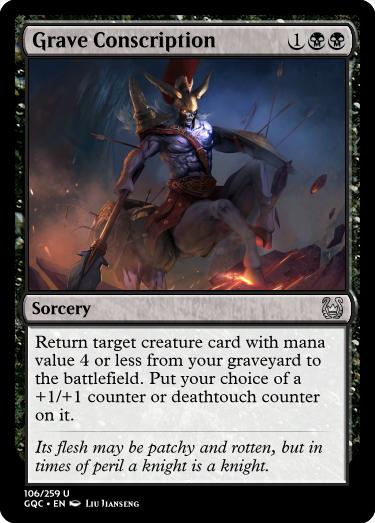 Grave Conscription 1
Sorcery
Return target creature card with mana
value 4 or less from your graveyard to
the battlefield. Put your choice of a
+1/+1 counter or deathtouch counter
on it.
Its flesh may be patchy and rotten, but in
times of peril a knight is a knight.
106/259 U
GQC • EN Liu Jianseng